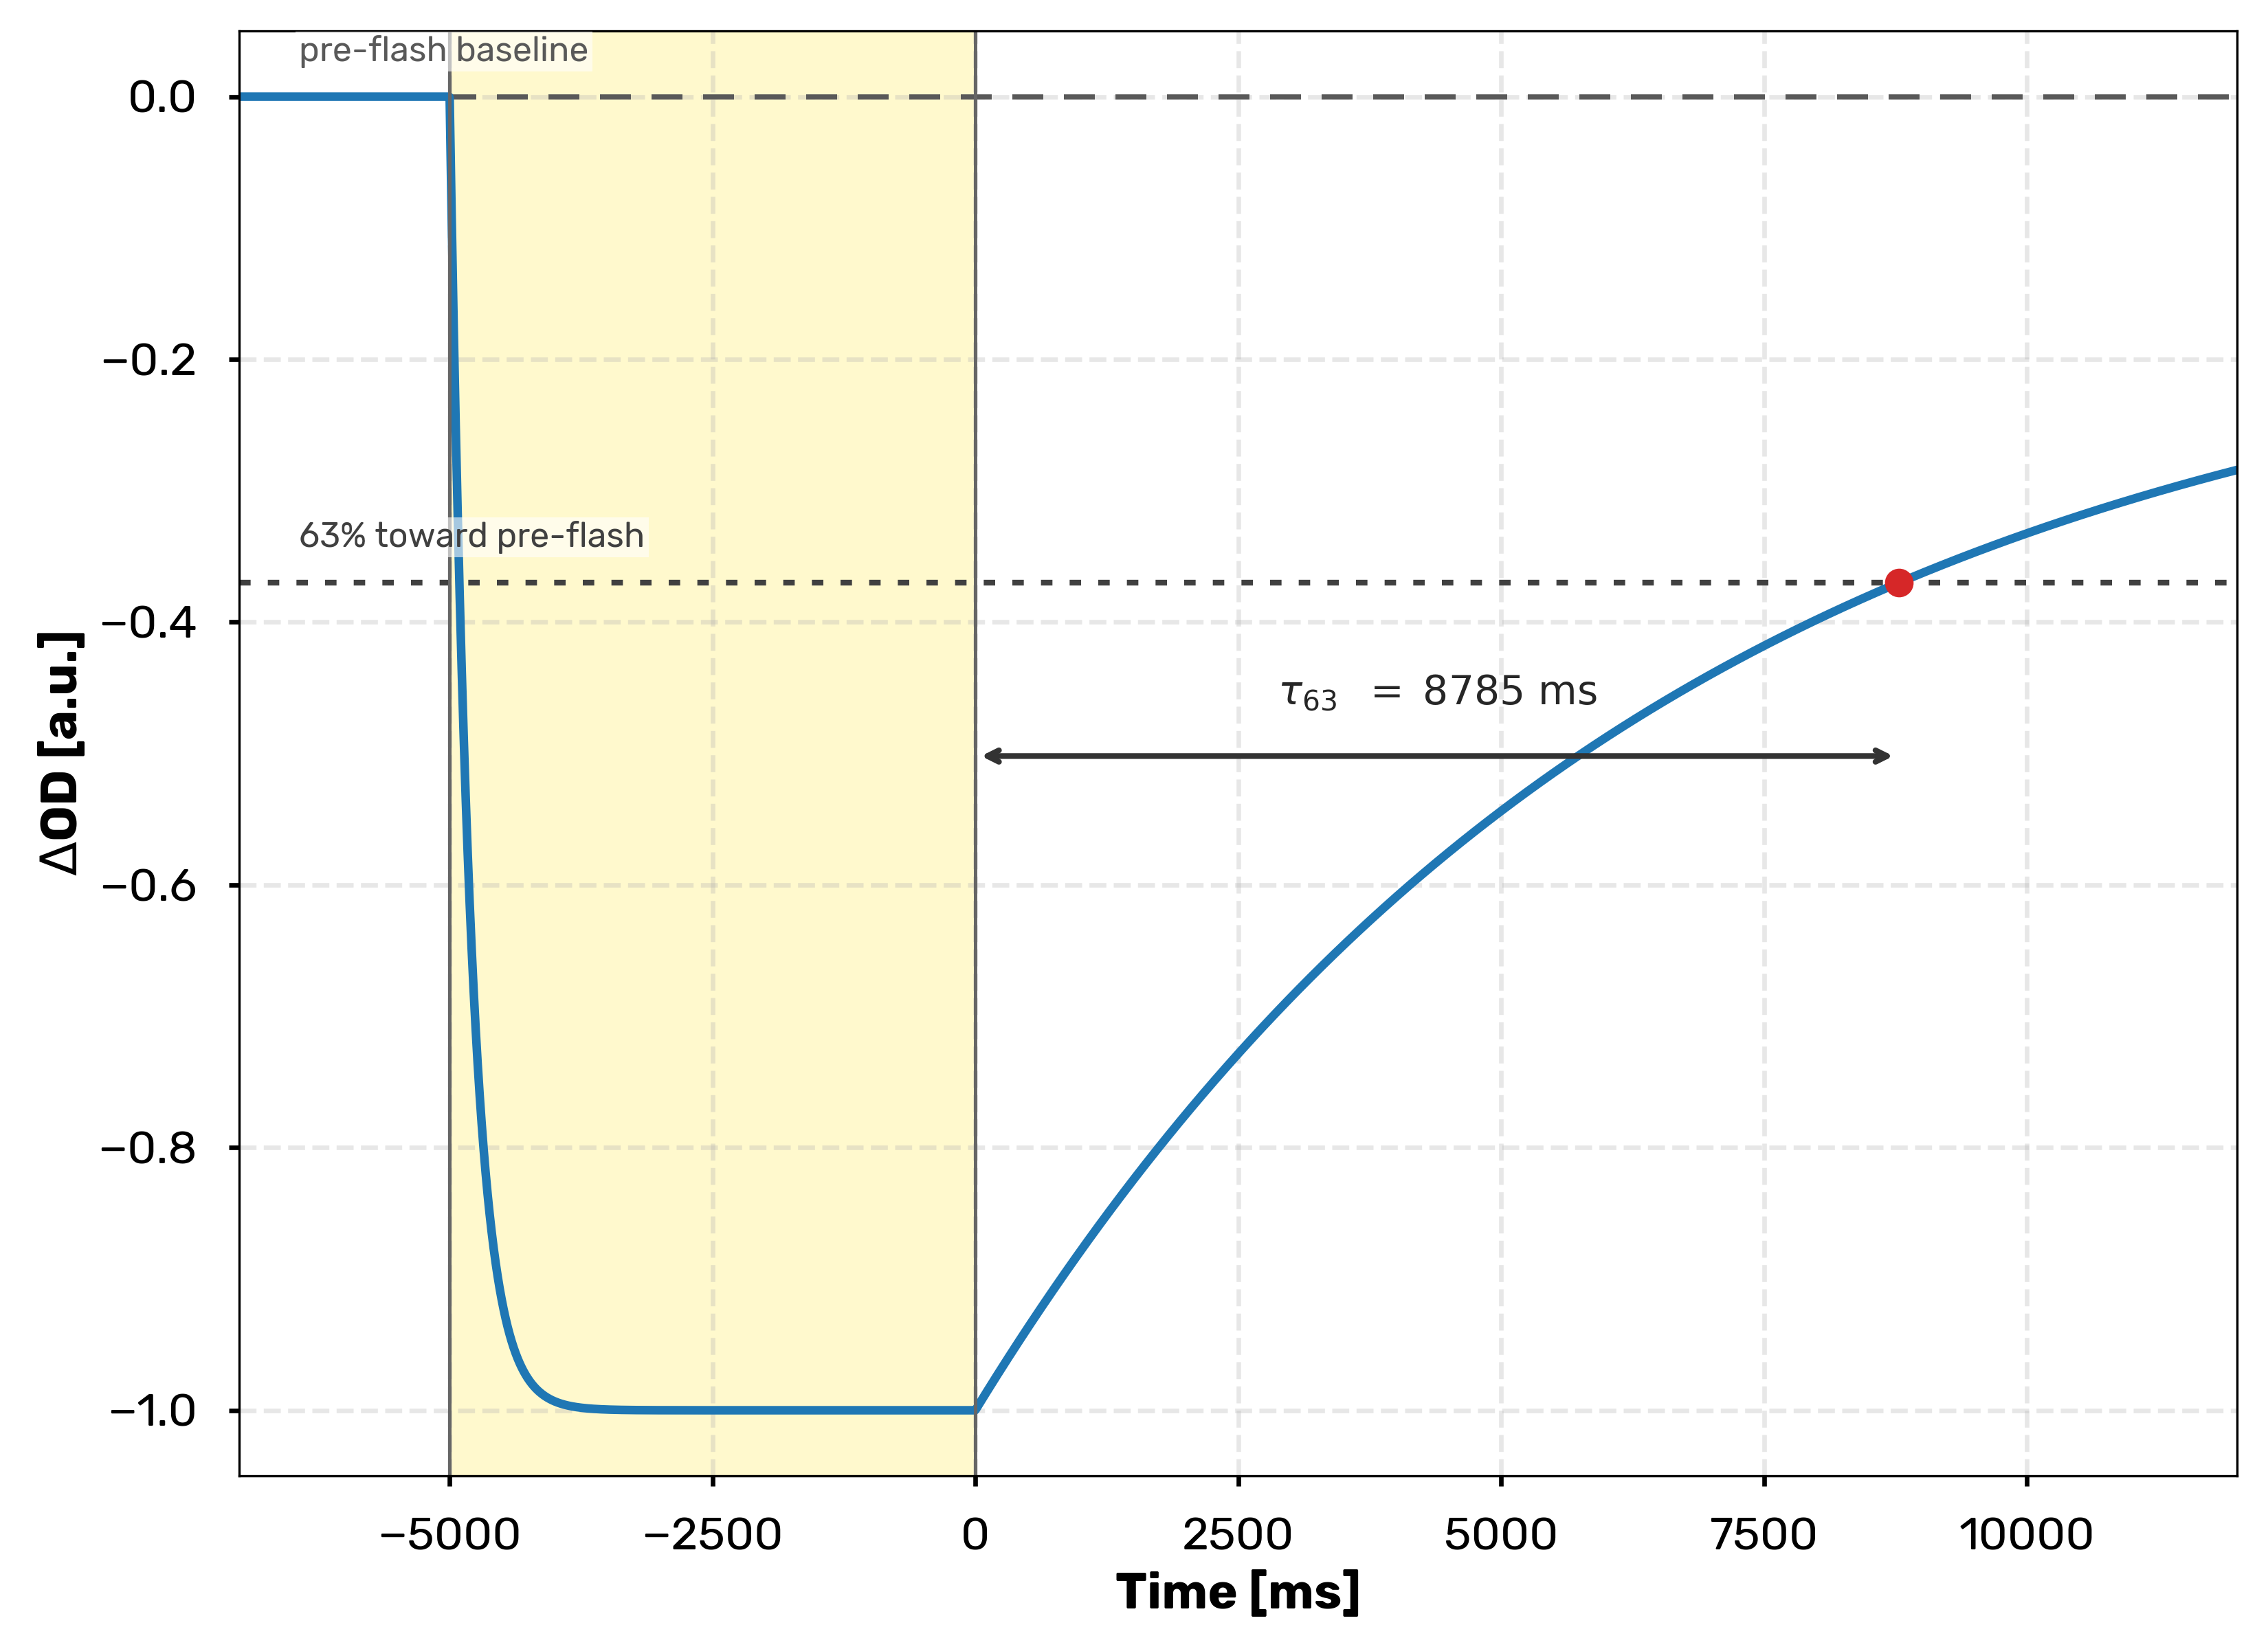 pre-flash baseline
0.0
−0.2
63% toward pre-flash
−0.4
τ63 = 8785 ms
ΔOD [a.u.]
−0.6
−0.8
−1.0
−5000 −2500 0 2500 5000 7500 10000
Time [ms]